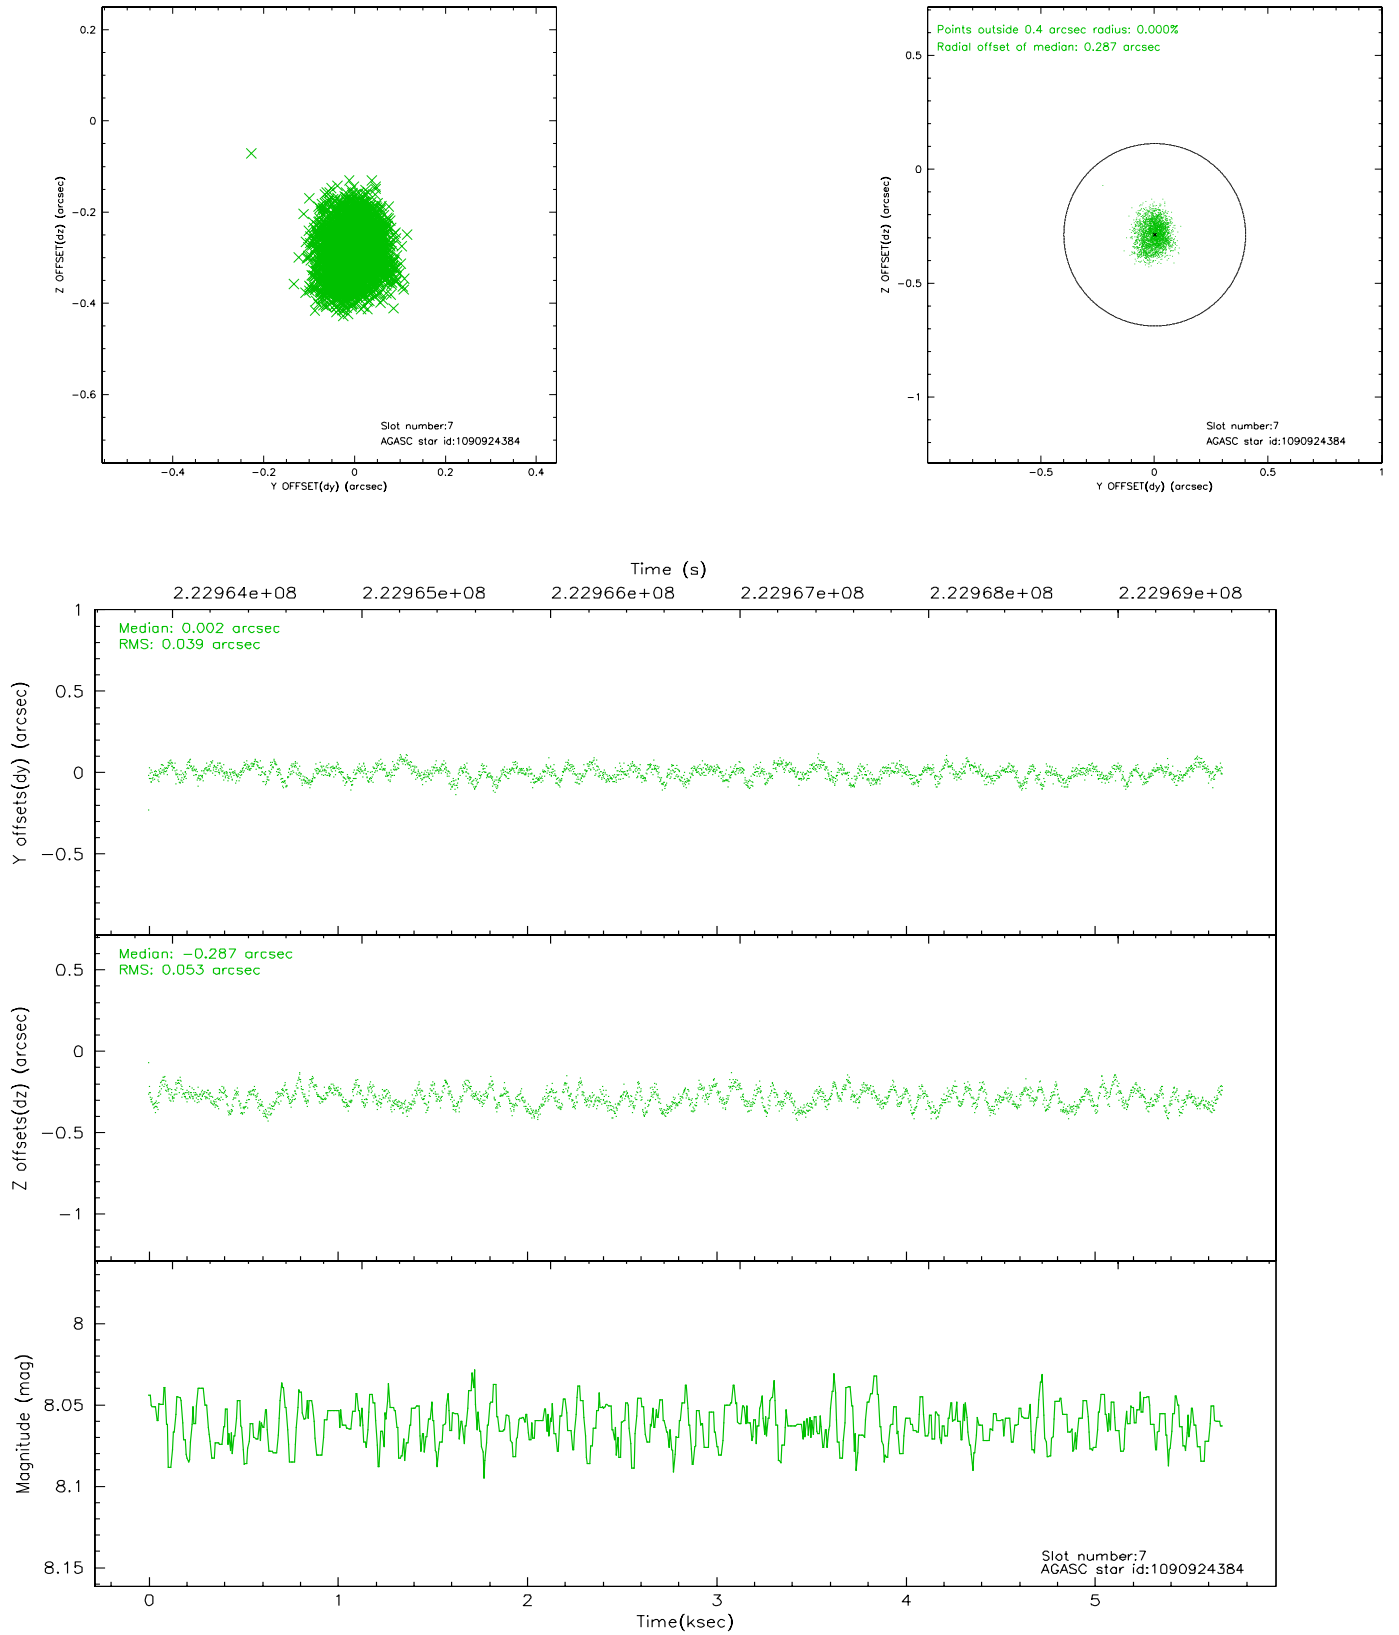 0.2
0
−0.2
−0.4
−0.6
Z OFFSET(dz) (arcsec)
Slot number:7
AGASC star id:1090924384
−0.4 −0.2 0 0.2 0.4
Y OFFSET(dy) (arcsec)
Points outside 0.4 arcsec radius: 0.000%
Radial offset of median: 0.287 arcsec
0.5
0
−0.5
−1
Z OFFSET(dz) (arcsec)
Slot number:7
AGASC star id:1090924384
−0.5 0 0.5 1
Y OFFSET(dy) (arcsec)
Time (s)
2.22964e+08 2.22965e+08 2.22966e+08 2.22967e+08 2.22968e+08 2.22969e+08
Median: 0.002 arcsec
RMS: 0.039 arcsec
1
0.5
0
−0.5
Y offsets(dy) (arcsec)
Median: −0.287 arcsec
RMS: 0.053 arcsec
0.5
0
−0.5
−1
Z offsets(dz) (arcsec)
8
8.05
8.1
8.15
Magnitude (mag)
Slot number:7
AGASC star id:1090924384
0 1 2 3 4 5
Time(ksec)